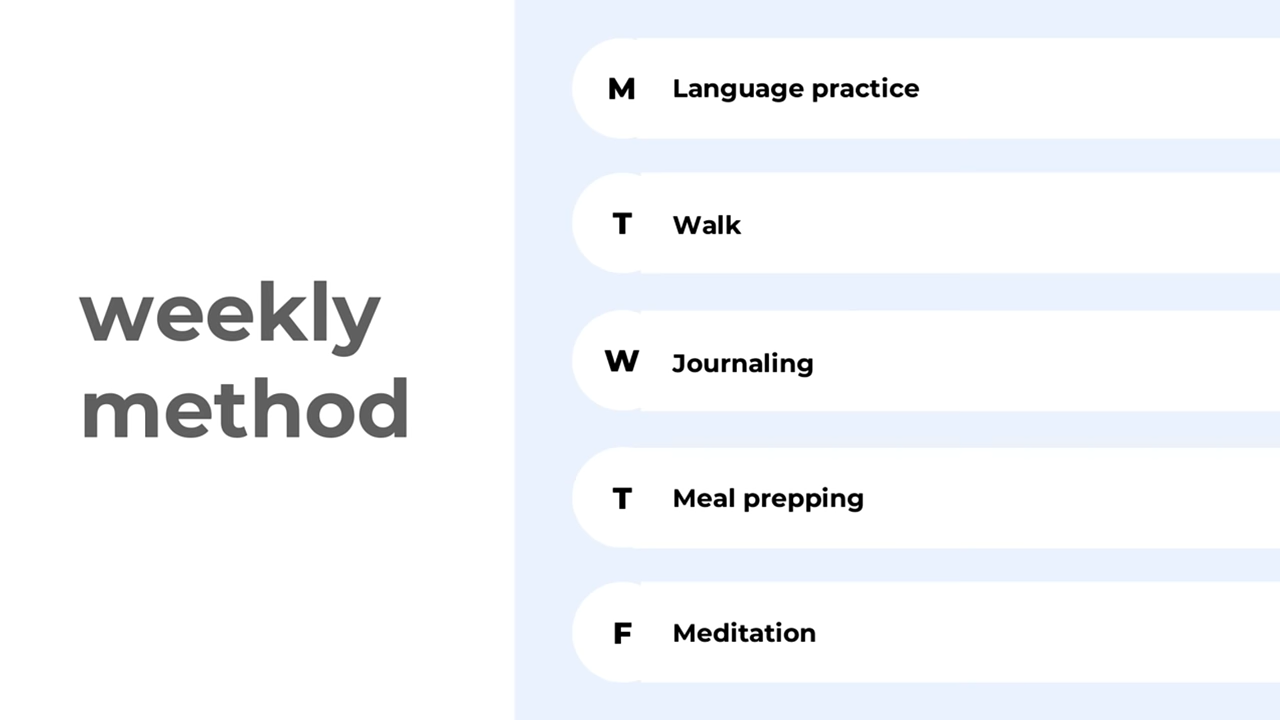 weekly
method
M Language practice
T Walk
W Journaling
T Meal prepping
F Meditation